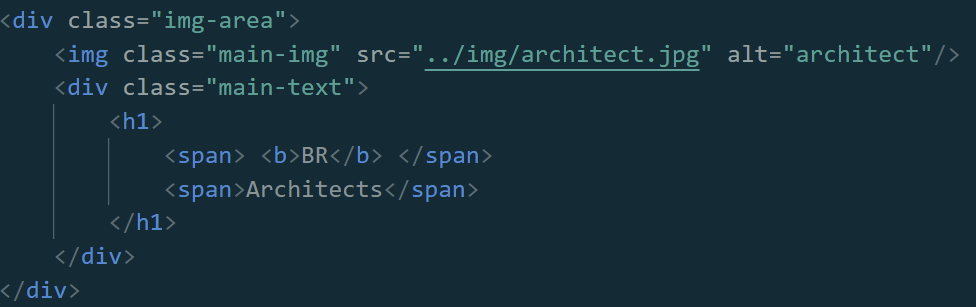 <div class="img-area">
    <img class="main-img" src="../img/architect.jpg" alt="architect"/>
    <div class="main-text">
        <h1>
            <span> <b>BR</b> </span>
            <span>Architects</span>
        </h1>
    </div>
</div>